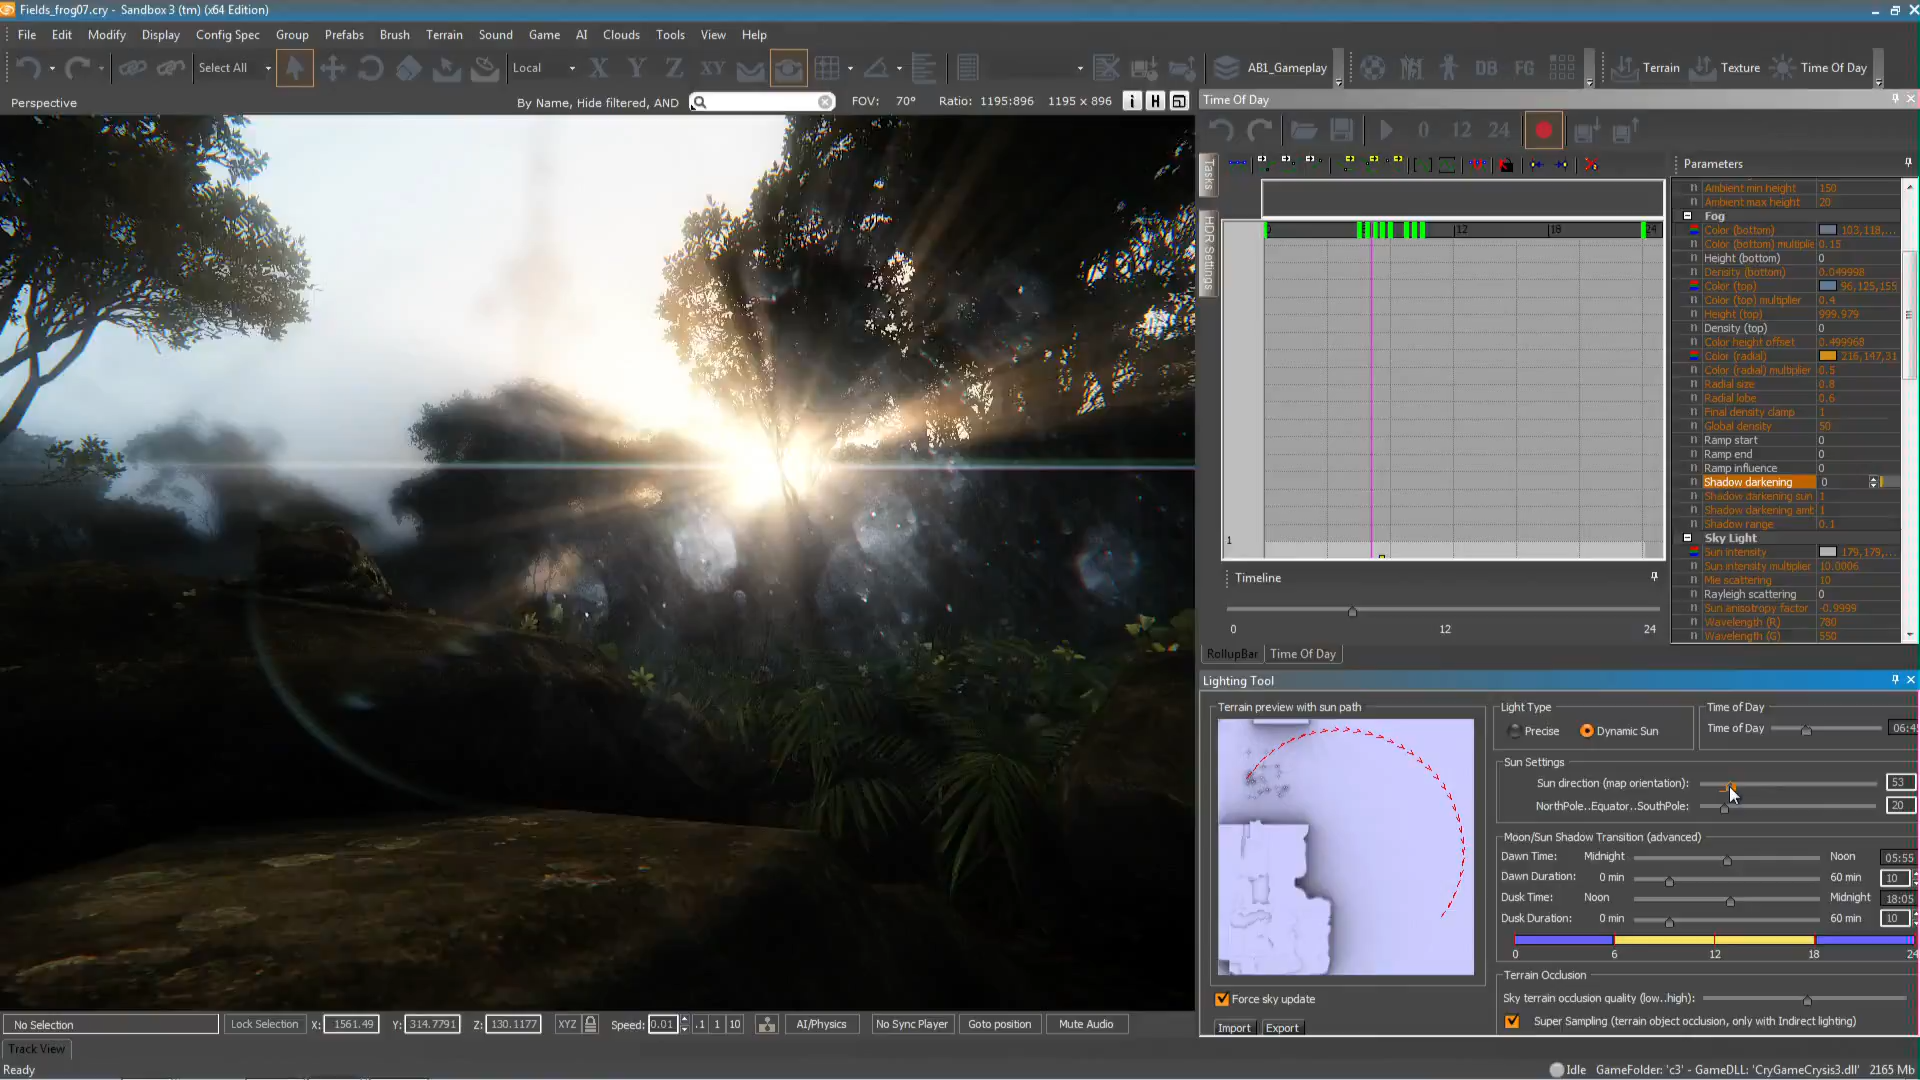 Fields_frog07.cry - Sandbox 3 (tm) (x64 Edition)
File Edit Modify Display Config Spec Group Prefabs Brush Terrain Sound Game AI Clouds Tools View Help
Select All Local X Y Z XY AB1_Gameplay DB FG Terrain Texture Time Of Day
Perspective By Name, Hide filtered, AND FOV: 70° Ratio: 1195:896 1195 x 896 i H
Time Of Day
0 12 24
Tasks
HDR Settings
12 18 24
1
Timeline
0 12 24
RollupBar Time Of Day
Parameters
Ambient min height 150
Ambient max height 20
Fog
Color (bottom) 103,118,...
Color (bottom) multiplie 0.15
Height (bottom) 0
Density (bottom) 0.049998
Color (top) 96,125,155
Color (top) multiplier 0.4
Height (top) 999.979
Density (top) 0
Color height offset 0.499968
Color (radial) 216,147,31
Color (radial) multiplier 0.5
Radial size 0.8
Radial lobe 0.6
Final density clamp 1
Global density 50
Ramp start 0
Ramp end 0
Ramp influence 0
Shadow darkening 0
Shadow darkening sun 1
Shadow darkening amt 1
Shadow range 0.1
Sky Light
Sun intensity 179,179,...
Sun intensity multiplier 10.0006
Mie scattering 10
Rayleigh scattering 0
Sun anisotropy factor -0.9999
Wavelength (R) 780
Wavelength (G) 550
Lighting Tool
Terrain preview with sun path
Force sky update
Import Export
Light Type
Precise Dynamic Sun
Time of Day
Time of Day 06:4
Sun Settings
Sun direction (map orientation): 53
NorthPole..Equator..SouthPole: 20
Moon/Sun Shadow Transition (advanced)
Dawn Time: Midnight Noon 05:55
Dawn Duration: 0 min 60 min 10
Dusk Time: Noon Midnight 18:05
Dusk Duration: 0 min 60 min 10
0 6 12 18 24
Terrain Occlusion
Sky terrain occlusion quality (low..high):
Super Sampling (terrain object occlusion, only with Indirect lighting)
No Selection Lock Selection X: 1561.49 Y: 314.7791 Z: 130.1177 XYZ Speed: 0.01 .1 1 10 AI/Physics No Sync Player Goto position Mute Audio
Track View
Ready Idle GameFolder: 'c3' - GameDLL: 'CryGameCrysis3.dll' 2165 Mb